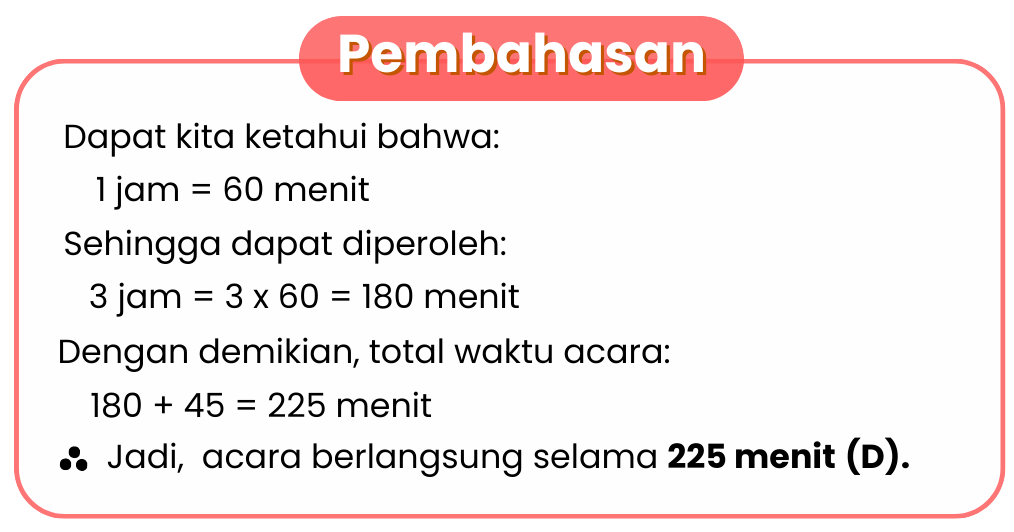 Pembahasan
Dapat kita ketahui bahwa:
1 jam = 60 menit
Sehingga dapat diperoleh:
3 jam = 3 x 60 = 180 menit
Dengan demikian, total waktu acara:
180 + 45 = 225 menit
∴ Jadi, acara berlangsung selama 225 menit (D).